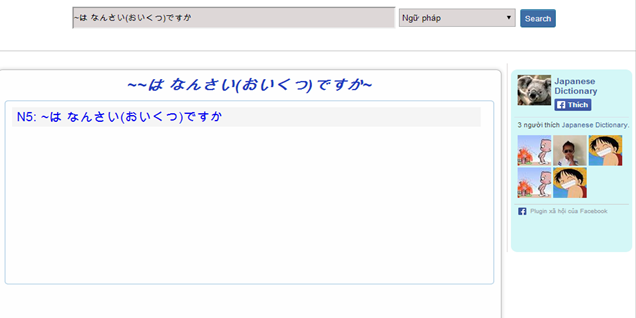 ~は なんさい(おいくつ)ですか
Ngữ pháp
Search
~~は なんさい(おいくつ)ですか~
N5: ~は なんさい(おいくつ)ですか
Japanese
Dictionary
Thích
3 người thích Japanese Dictionary.
Plugin xã hội của Facebook